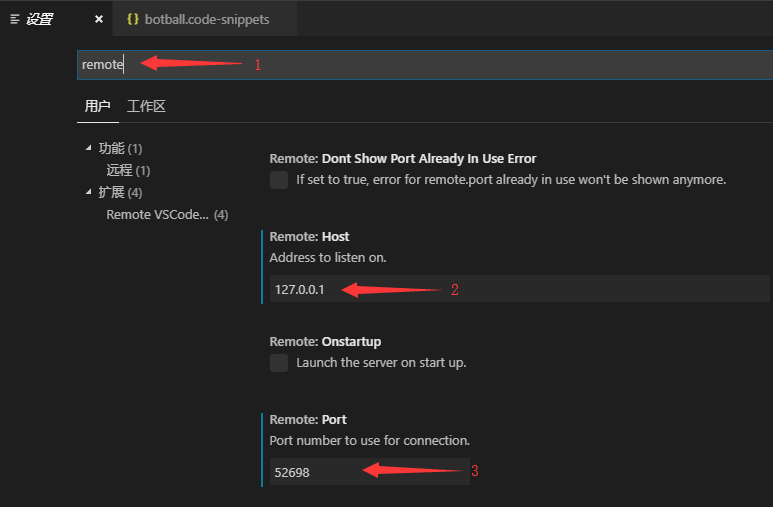 设置 × {} botball.code-snippets
remote 1
用户 工作区
功能 (1)
远程 (1)
扩展 (4)
Remote VSCode... (4)
Remote: Dont Show Port Already In Use Error
If set to true, error for remote.port already in use won't be shown anymore.
Remote: Host
Address to listen on.
127.0.0.1 2
Remote: Onstartup
Launch the server on start up.
Remote: Port
Port number to use for connection.
52698 3